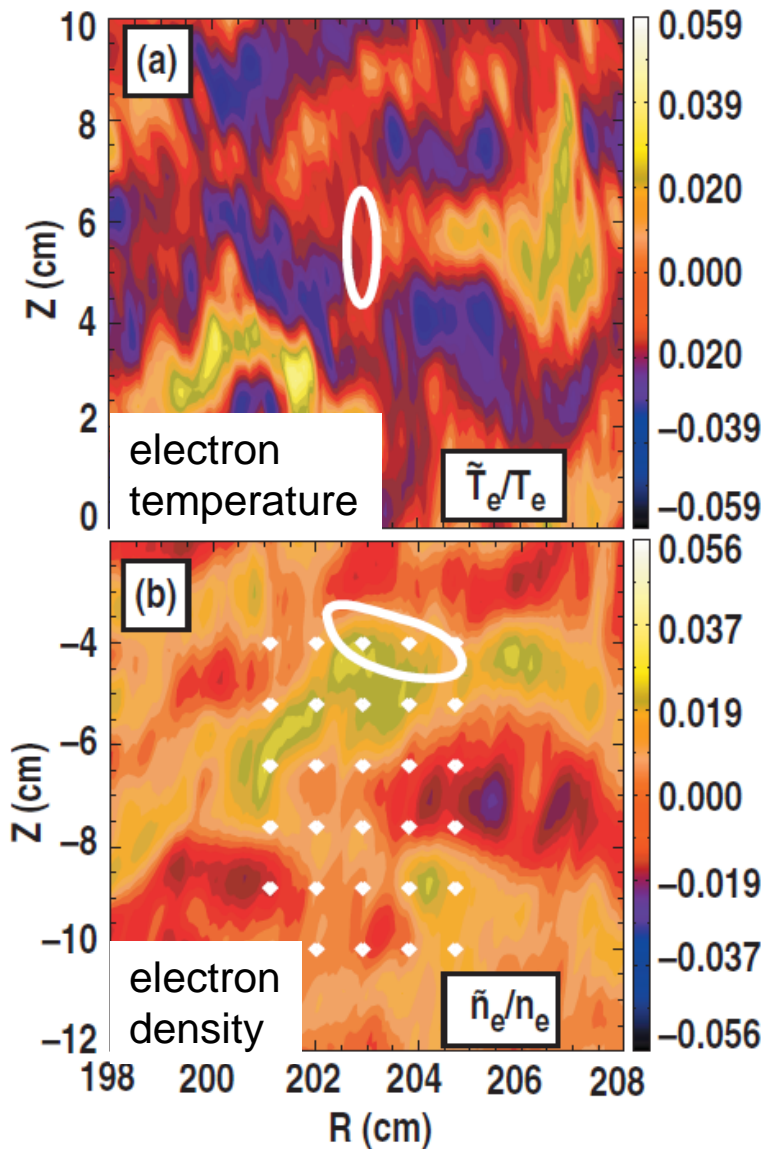 (a)
10
8
6
4
2
0
Z (cm)
electron
temperature
T̃e/Te
0.059
0.039
0.020
0.000
0.020
−0.039
−0.059
(b)
−4
−6
−8
−10
−12
Z (cm)
electron
density
ñe/ne
0.056
0.037
0.019
0.000
−0.019
−0.037
−0.056
198 200 202 204 206 208
R (cm)